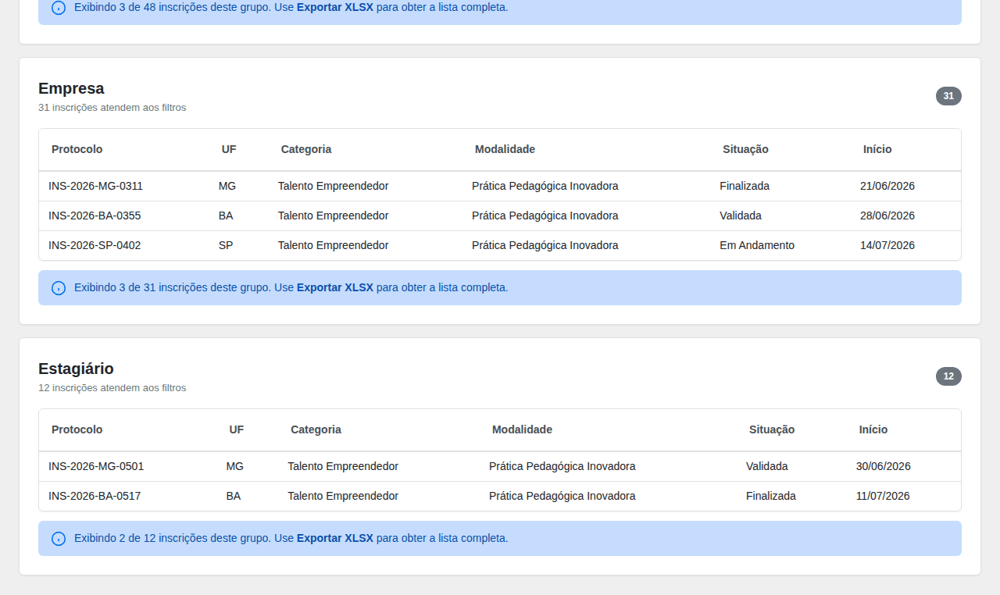 Exibindo 3 de 48 inscrições deste grupo. Use Exportar XLSX para obter a lista completa.
Empresa
31 inscrições atendem aos filtros
31
Protocolo UF Categoria Modalidade Situação Início
INS-2026-MG-0311 MG Talento Empreendedor Prática Pedagógica Inovadora Finalizada 21/06/2026
INS-2026-BA-0355 BA Talento Empreendedor Prática Pedagógica Inovadora Validada 28/06/2026
INS-2026-SP-0402 SP Talento Empreendedor Prática Pedagógica Inovadora Em Andamento 14/07/2026
Exibindo 3 de 31 inscrições deste grupo. Use Exportar XLSX para obter a lista completa.
Estagiário
12 inscrições atendem aos filtros
12
Protocolo UF Categoria Modalidade Situação Início
INS-2026-MG-0501 MG Talento Empreendedor Prática Pedagógica Inovadora Validada 30/06/2026
INS-2026-BA-0517 BA Talento Empreendedor Prática Pedagógica Inovadora Finalizada 11/07/2026
Exibindo 2 de 12 inscrições deste grupo. Use Exportar XLSX para obter a lista completa.